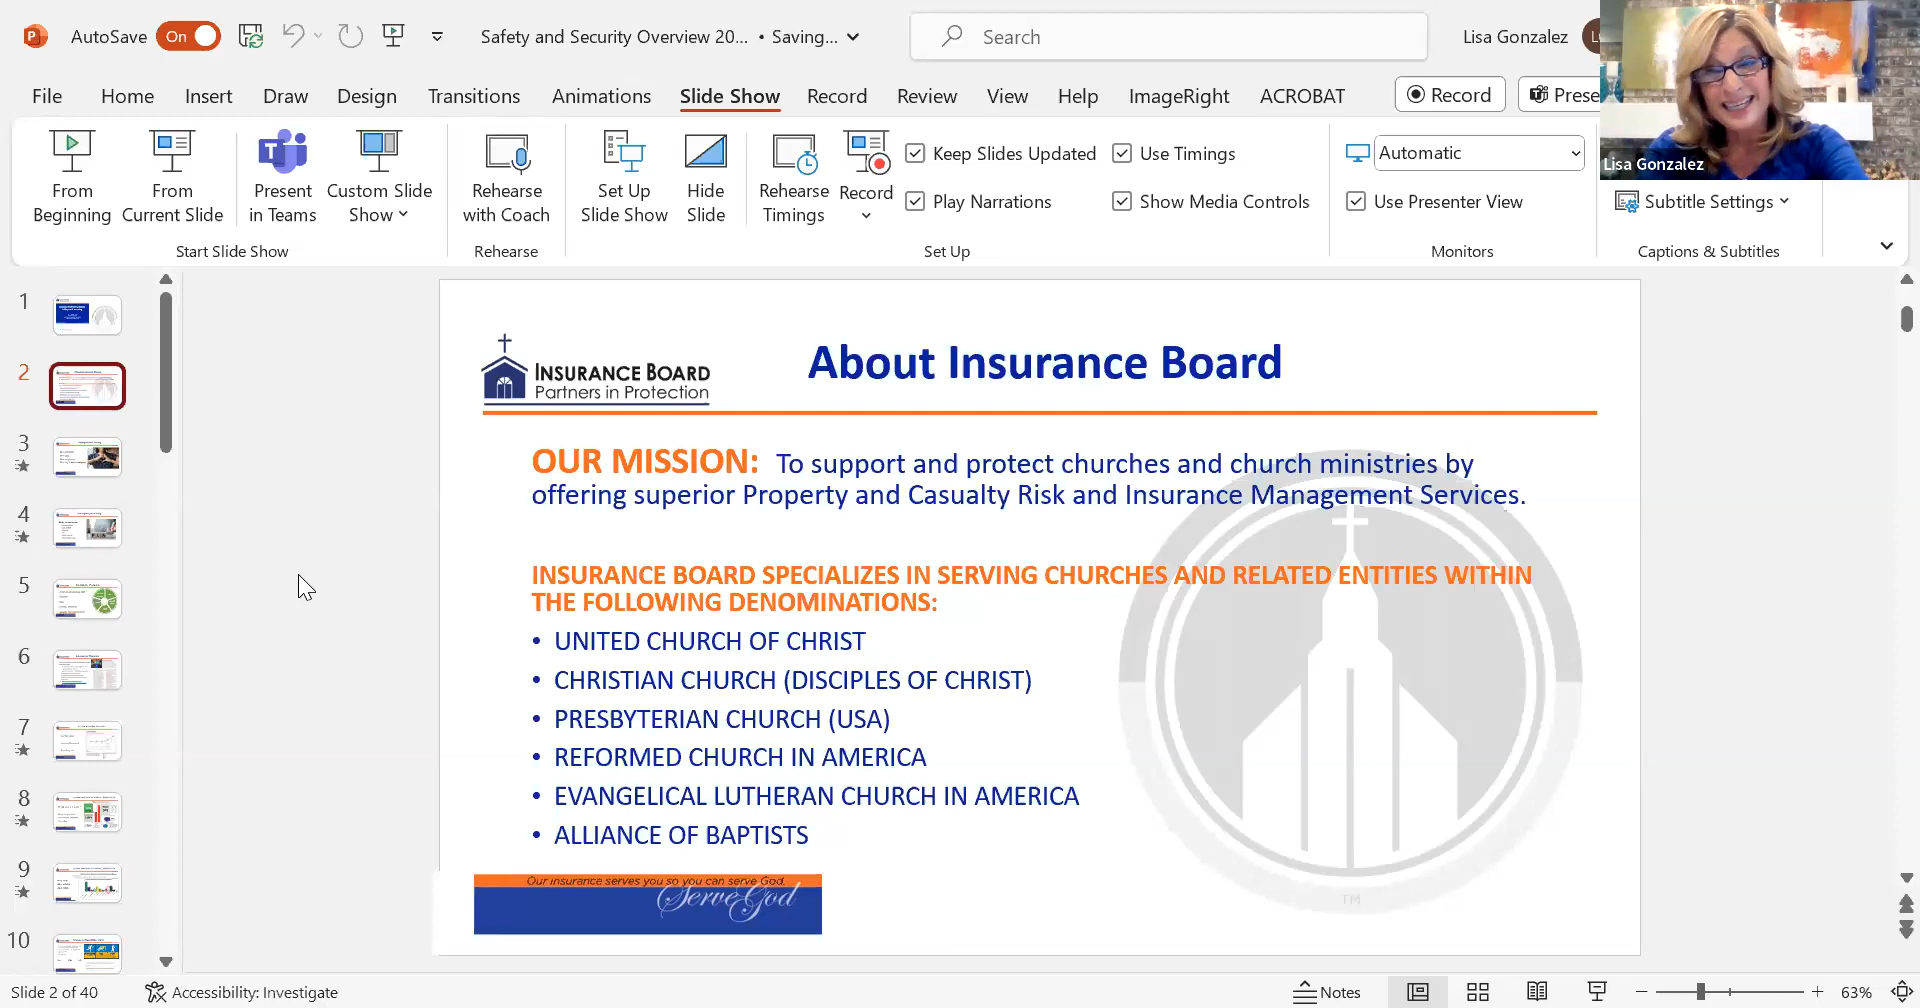 AutoSave On Safety and Security Overview 20... • Saving... Search Lisa Gonzalez
File Home Insert Draw Design Transitions Animations Slide Show Record Review View Help ImageRight ACROBAT Record Prese
From Beginning
From Current Slide
Present in Teams
Custom Slide Show
Start Slide Show
Rehearse with Coach
Rehearse
Set Up Slide Show
Hide Slide
Rehearse Timings
Record
Keep Slides Updated
Play Narrations
Use Timings
Show Media Controls
Set Up
Automatic
Use Presenter View
Monitors
Lisa Gonzalez
Subtitle Settings
Captions & Subtitles
1
2
3
4
5
6
7
8
9
10
INSURANCE BOARD
Partners in Protection
About Insurance Board
OUR MISSION: To support and protect churches and church ministries by
offering superior Property and Casualty Risk and Insurance Management Services.
INSURANCE BOARD SPECIALIZES IN SERVING CHURCHES AND RELATED ENTITIES WITHIN
THE FOLLOWING DENOMINATIONS:
• UNITED CHURCH OF CHRIST
• CHRISTIAN CHURCH (DISCIPLES OF CHRIST)
• PRESBYTERIAN CHURCH (USA)
• REFORMED CHURCH IN AMERICA
• EVANGELICAL LUTHERAN CHURCH IN AMERICA
• ALLIANCE OF BAPTISTS
Our insurance serves you so you can serve God.
Serve God
TM
Slide 2 of 40 Accessibility: Investigate Notes 63%